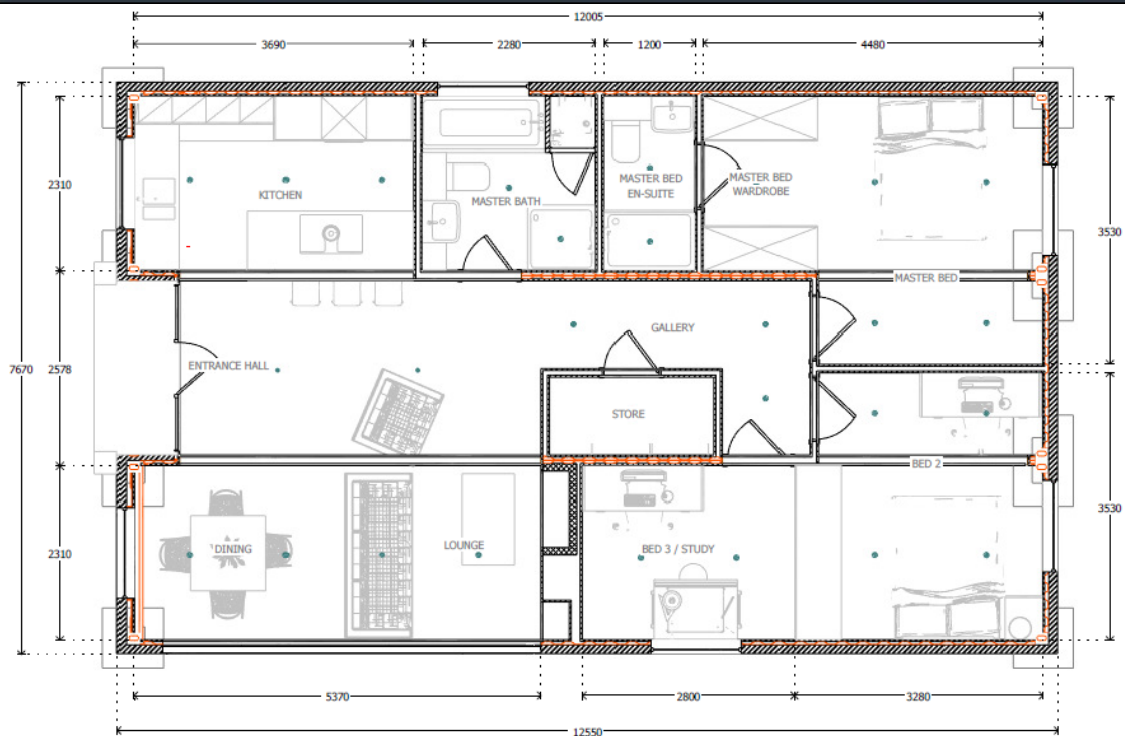 12005
3690
2280
1200
4480
2310
KITCHEN
MASTER BATH
MASTER BED
EN-SUITE
MASTER BED
WARDROBE
3530
MASTER BED
7670
2578
ENTRANCE HALL
GALLERY
STORE
BED 2
3530
2310
DINING
LOUNGE
BED 3 / STUDY
5370
2800
3280
12550